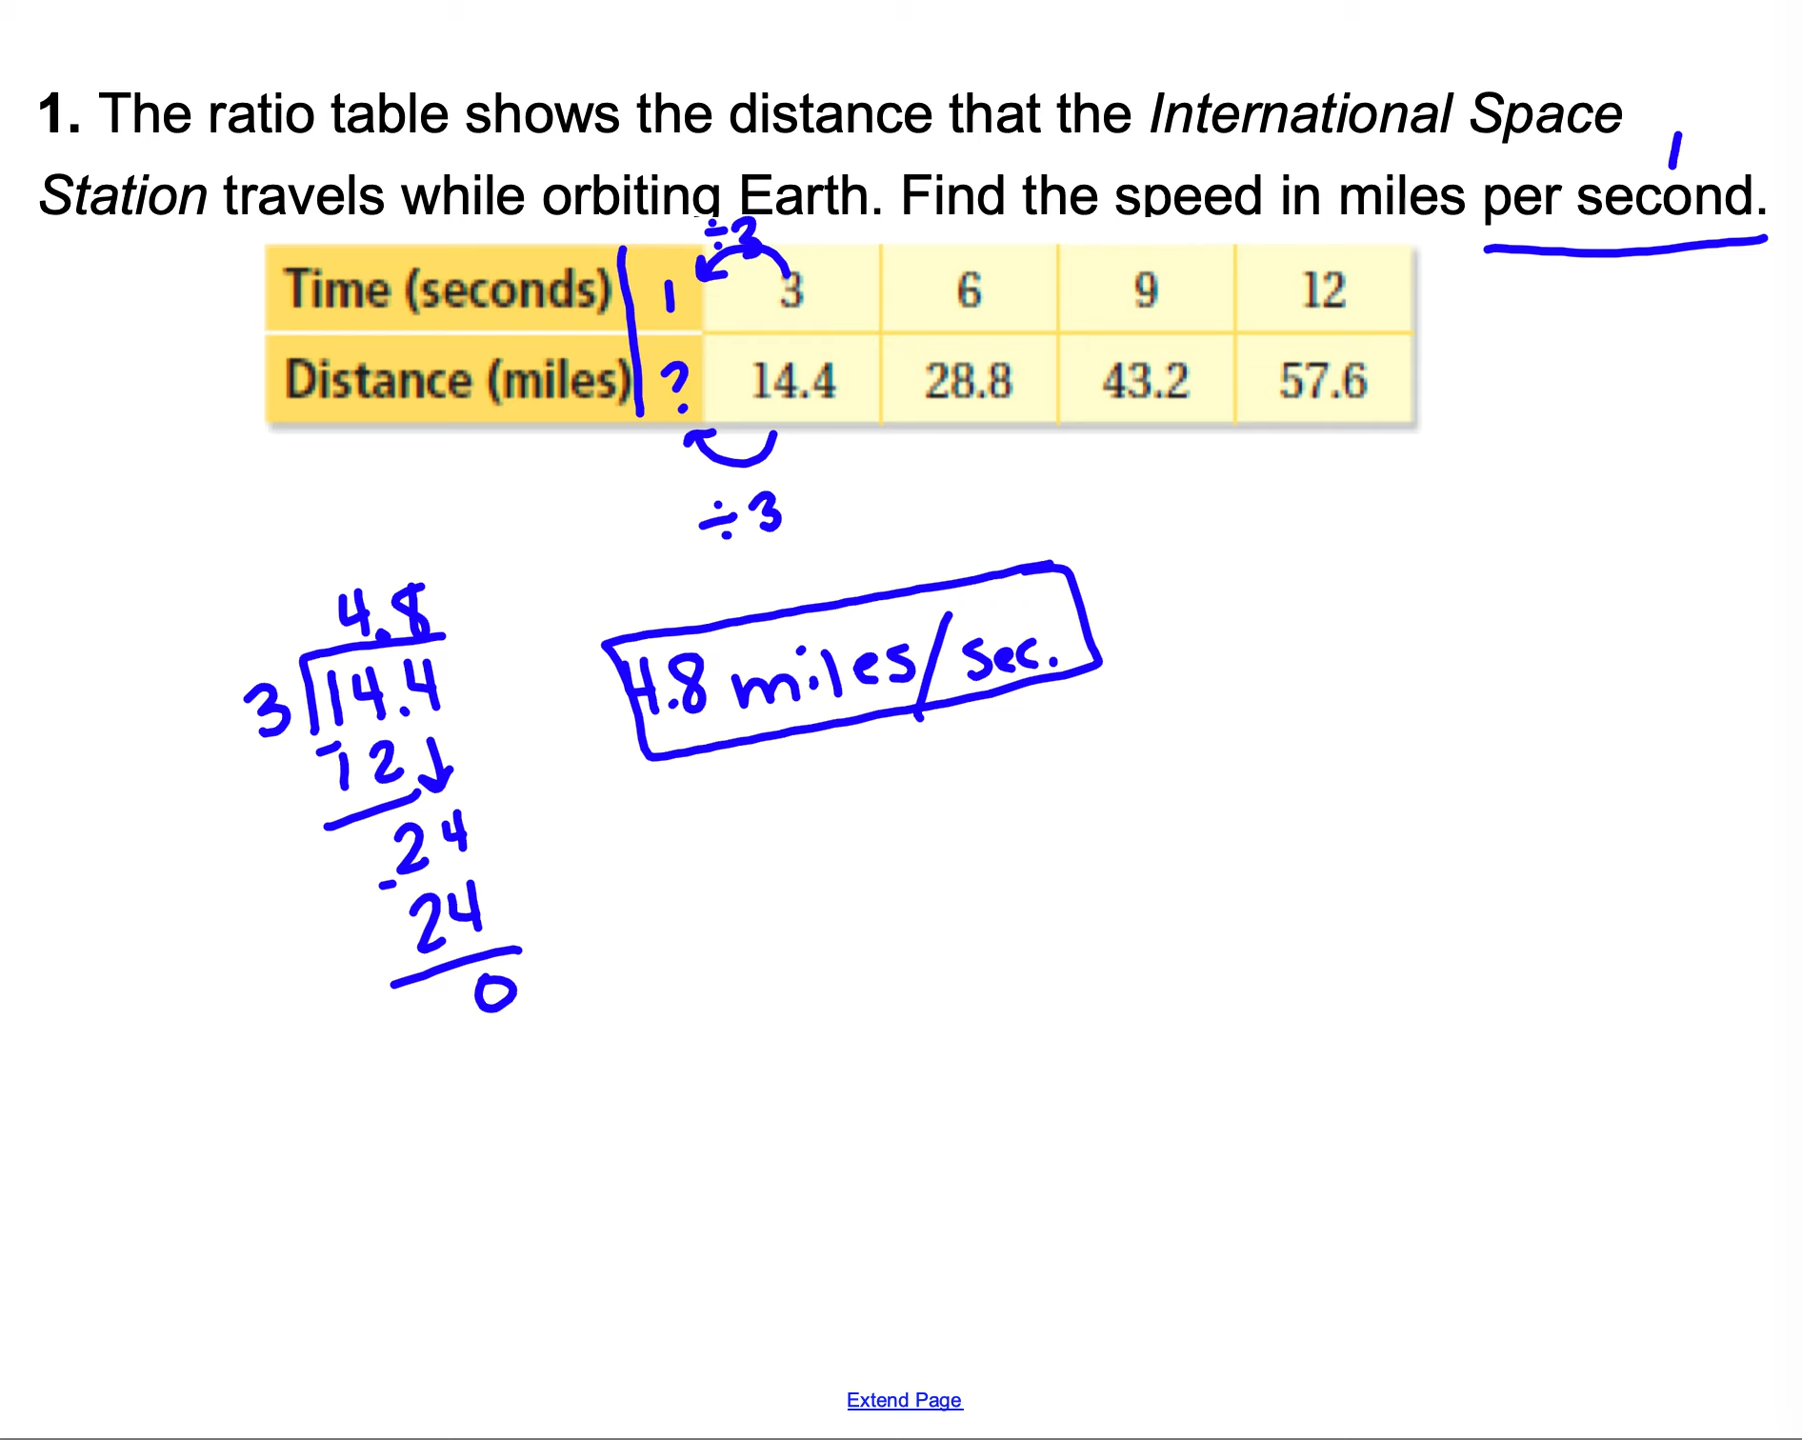 1. The ratio table shows the distance that the International Space
1
Station travels while orbiting Earth. Find the speed in miles per second.
÷3
Time (seconds) 1 3 6 9 12
Distance (miles) ? 14.4 28.8 43.2 57.6
÷3
4.8
3 14.4
-12
24
-24
0
4.8 miles/sec.
Extend Page